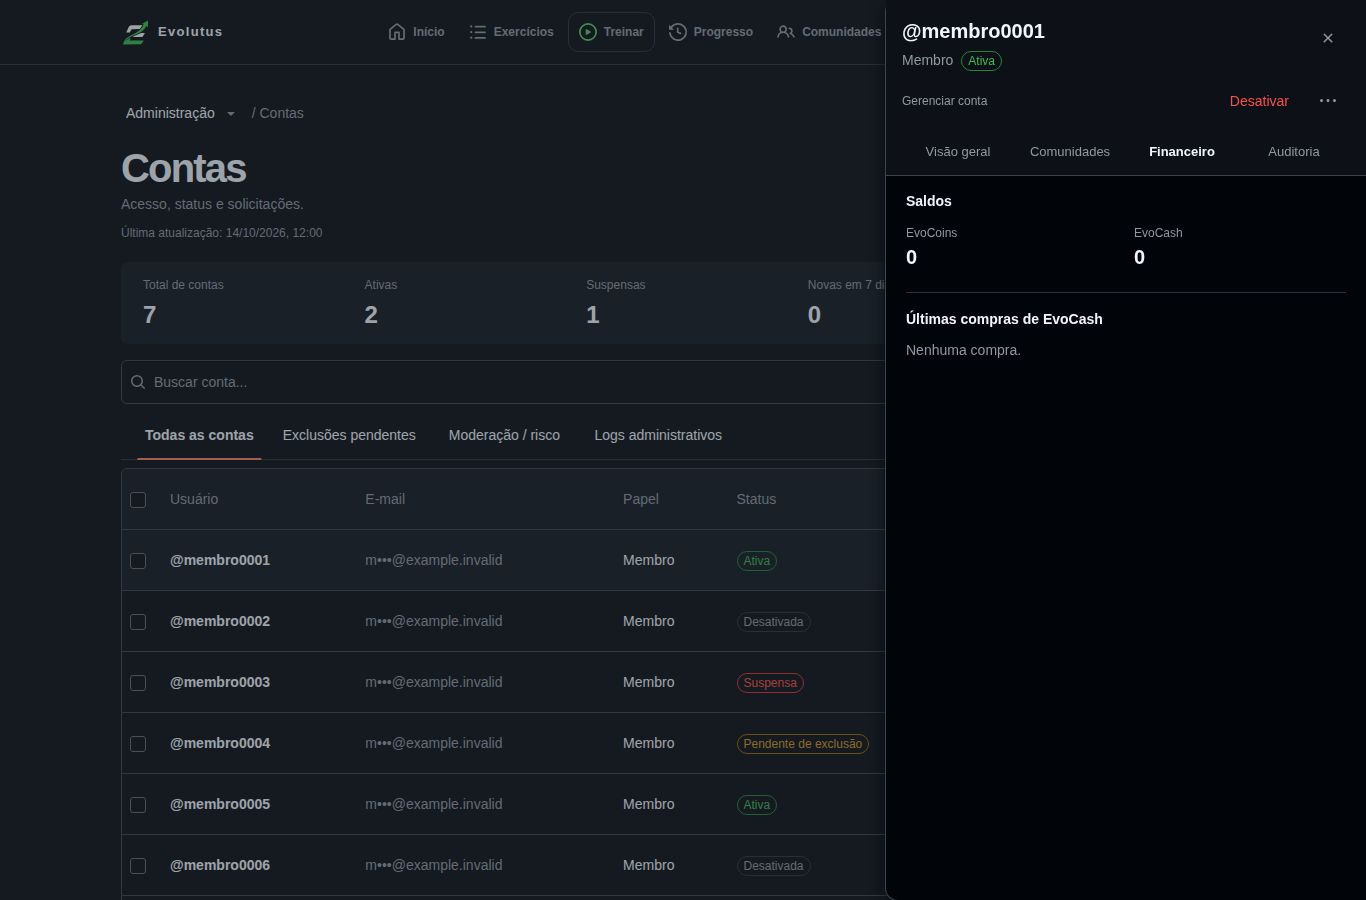 Evolutus
Início
Exercícios
Treinar
Progresso
Comunidades
Administração
/ Contas
Contas
Acesso, status e solicitações.
Última atualização: 14/10/2026, 12:00
Total de contas
7
Ativas
2
Suspensas
1
Novas em 7 di
0
Buscar conta...
Todas as contas
Exclusões pendentes
Moderação / risco
Logs administrativos
Usuário E-mail Papel Status
@membro0001 m•••@example.invalid Membro Ativa
@membro0002 m•••@example.invalid Membro Desativada
@membro0003 m•••@example.invalid Membro Suspensa
@membro0004 m•••@example.invalid Membro Pendente de exclusão
@membro0005 m•••@example.invalid Membro Ativa
@membro0006 m•••@example.invalid Membro Desativada
@membro0001
Membro Ativa
Gerenciar conta
Desativar
Visão geral
Comunidades
Financeiro
Auditoria
Saldos
EvoCoins
0
EvoCash
0
Últimas compras de EvoCash
Nenhuma compra.